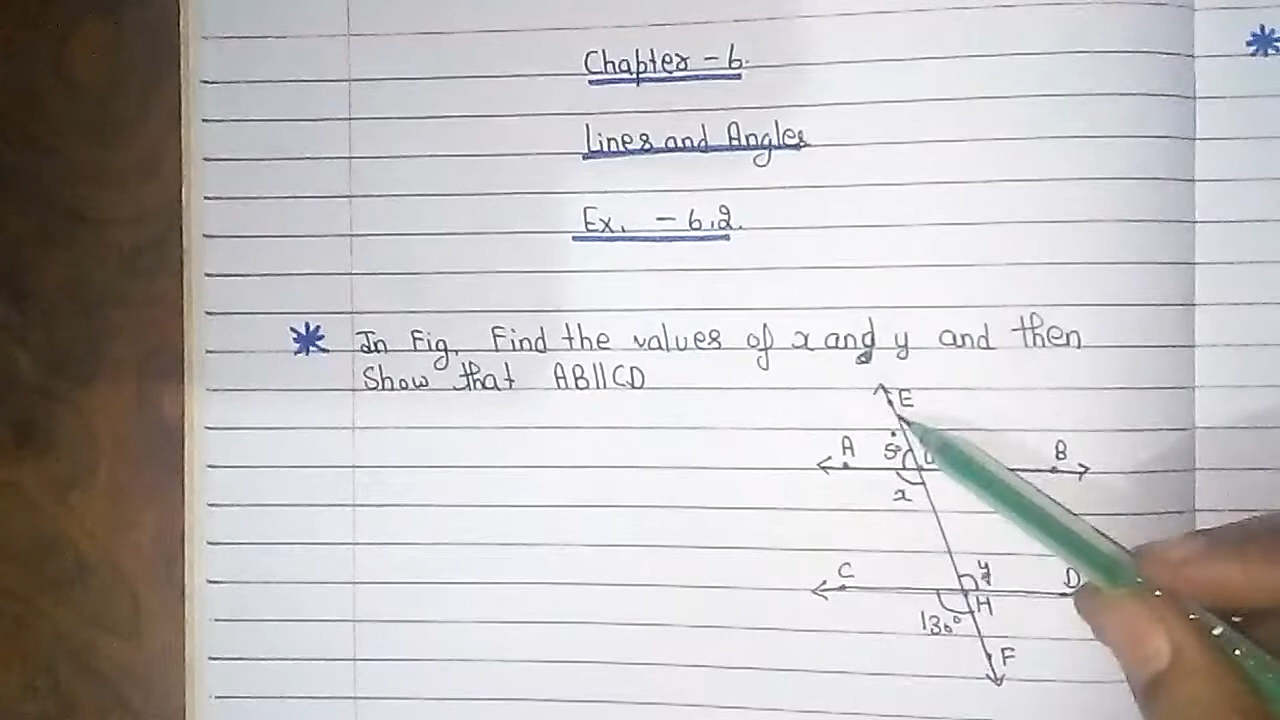 Chapter - 6.
Lines and Angles
Ex. - 6.2.
* In Fig. Find the values of x and y and then
Show that AB||CD
E
A
B
x
C
y
D
H
130°
F